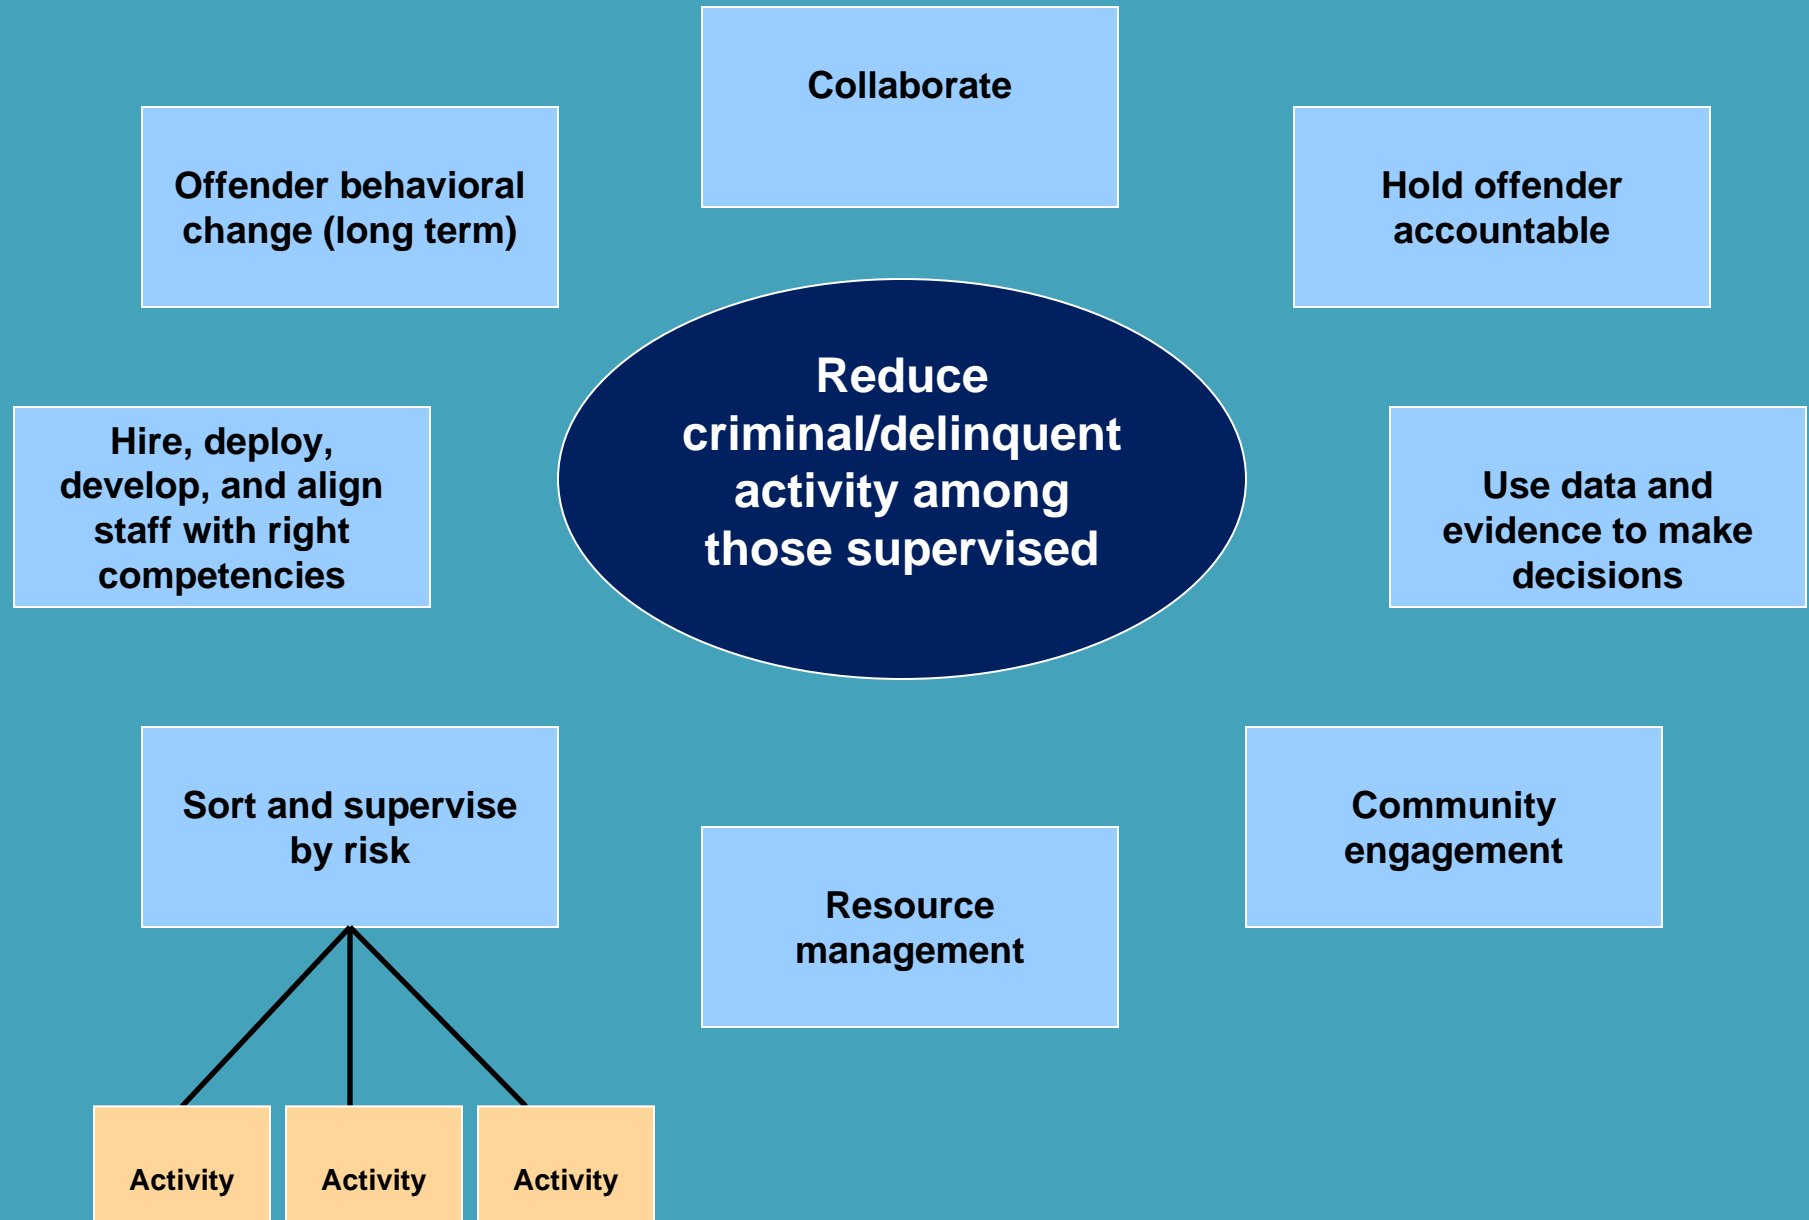 Collaborate
Offender behavioral
change (long term)
Hold offender
accountable
Reduce
criminal/delinquent
activity among
those supervised
Hire, deploy,
develop, and align
staff with right
competencies
Use data and
evidence to make
decisions
Sort and supervise
by risk
Community
engagement
Resource
management
Activity
Activity
Activity